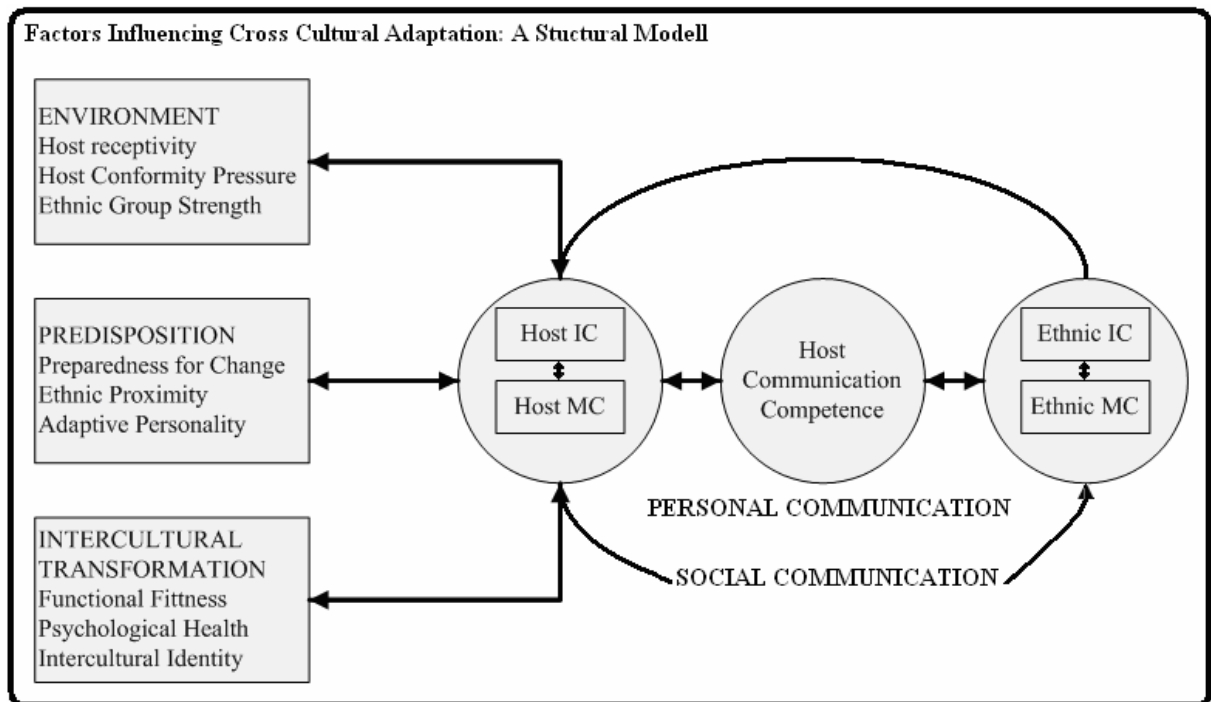 Factors Influencing Cross Cultural Adaptation: A Stuctural Modell
ENVIRONMENT
Host receptivity
Host Conformity Pressure
Ethnic Group Strength
PREDISPOSITION
Preparedness for Change
Ethnic Proximity
Adaptive Personality
INTERCULTURAL
TRANSFORMATION
Functional Fittness
Psychological Health
Intercultural Identity
Host IC
Host MC
Host
Communication
Competence
Ethnic IC
Ethnic MC
PERSONAL COMMUNICATION
SOCIAL COMMUNICATION